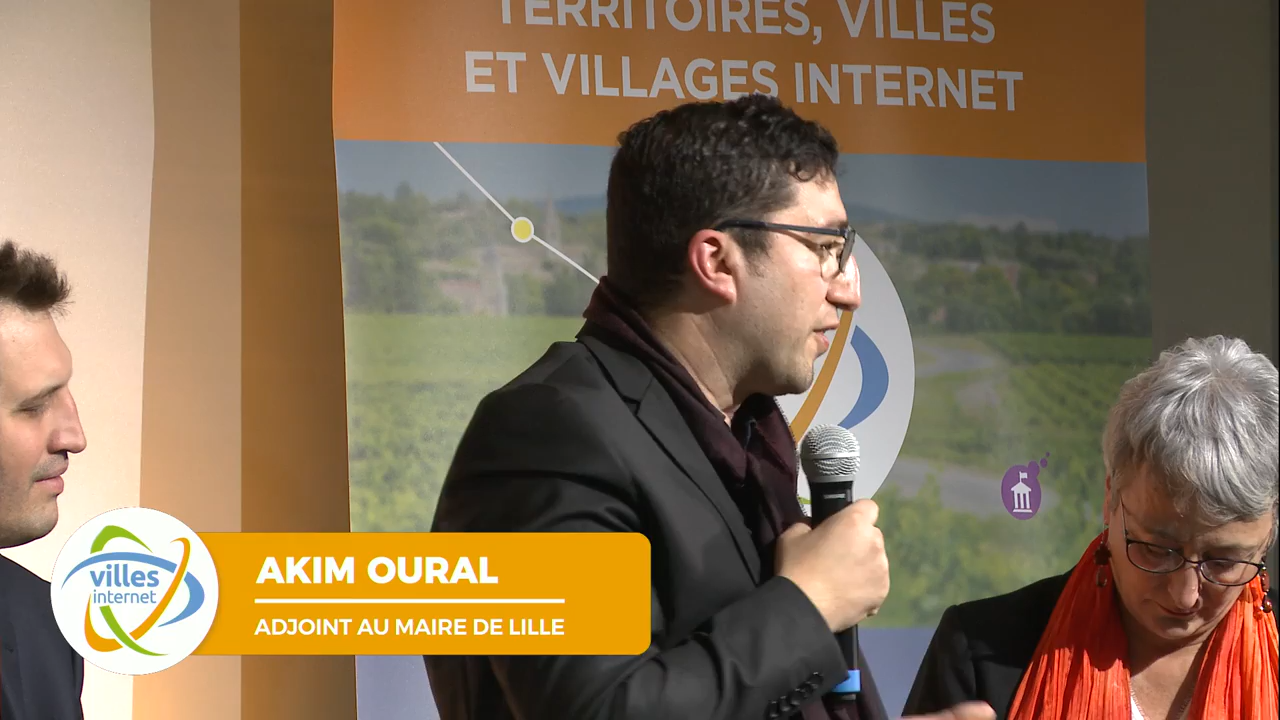 TERRITOIRES, VILLES
ET VILLAGES INTERNET
villes
internet
AKIM OURAL
ADJOINT AU MAIRE DE LILLE